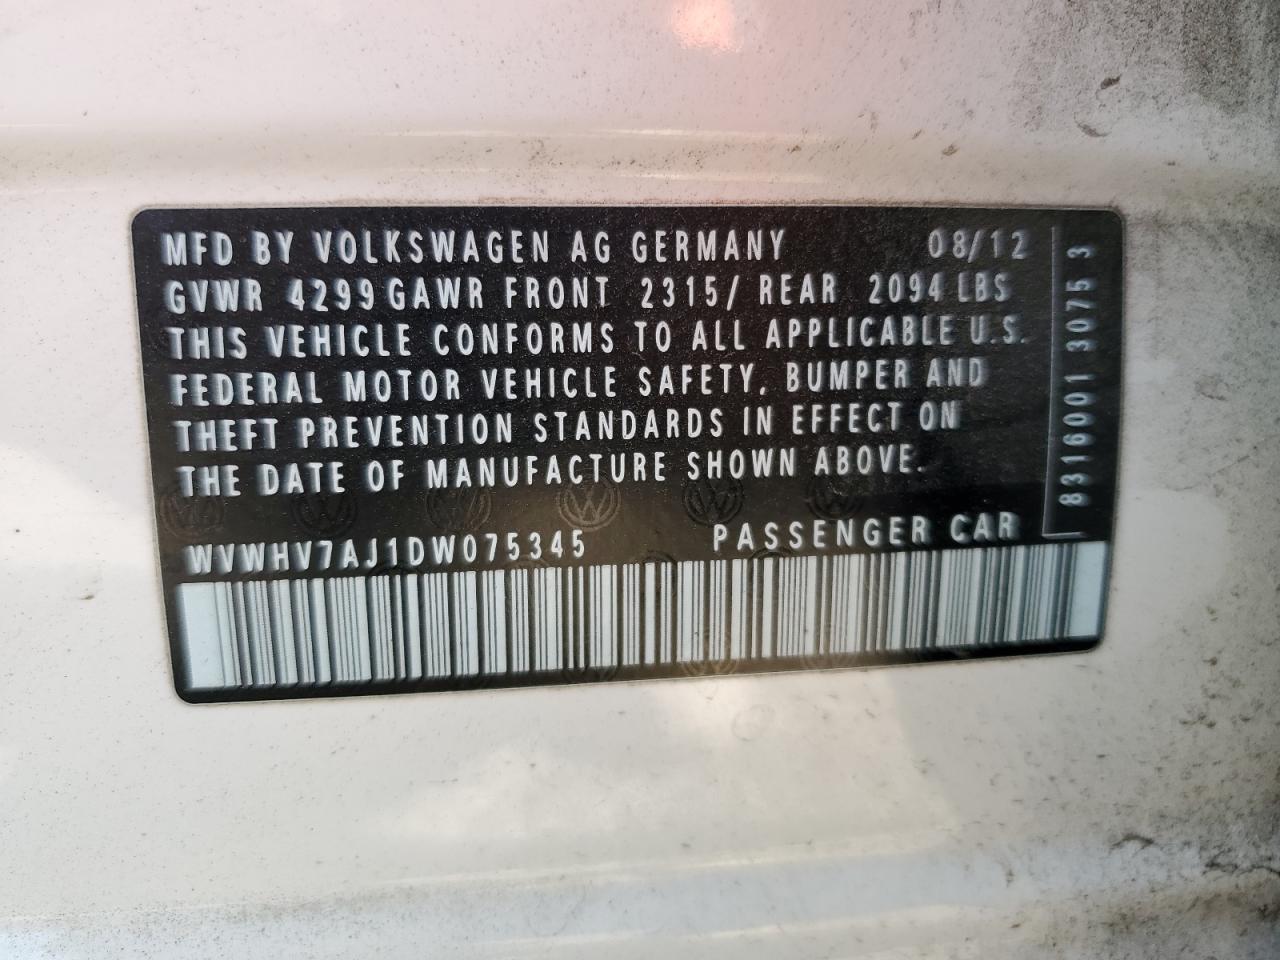 MFD BY VOLKSWAGEN AG GERMANY 08/12
GVWR 4299 GAWR FRONT 2315/ REAR 2094 LBS
THIS VEHICLE CONFORMS TO ALL APPLICABLE U.S.
FEDERAL MOTOR VEHICLE SAFETY, BUMPER AND
THEFT PREVENTION STANDARDS IN EFFECT ON
THE DATE OF MANUFACTURE SHOWN ABOVE.
WVWHV7AJ1DW075345 PASSENGER CAR
8316001 3075 3